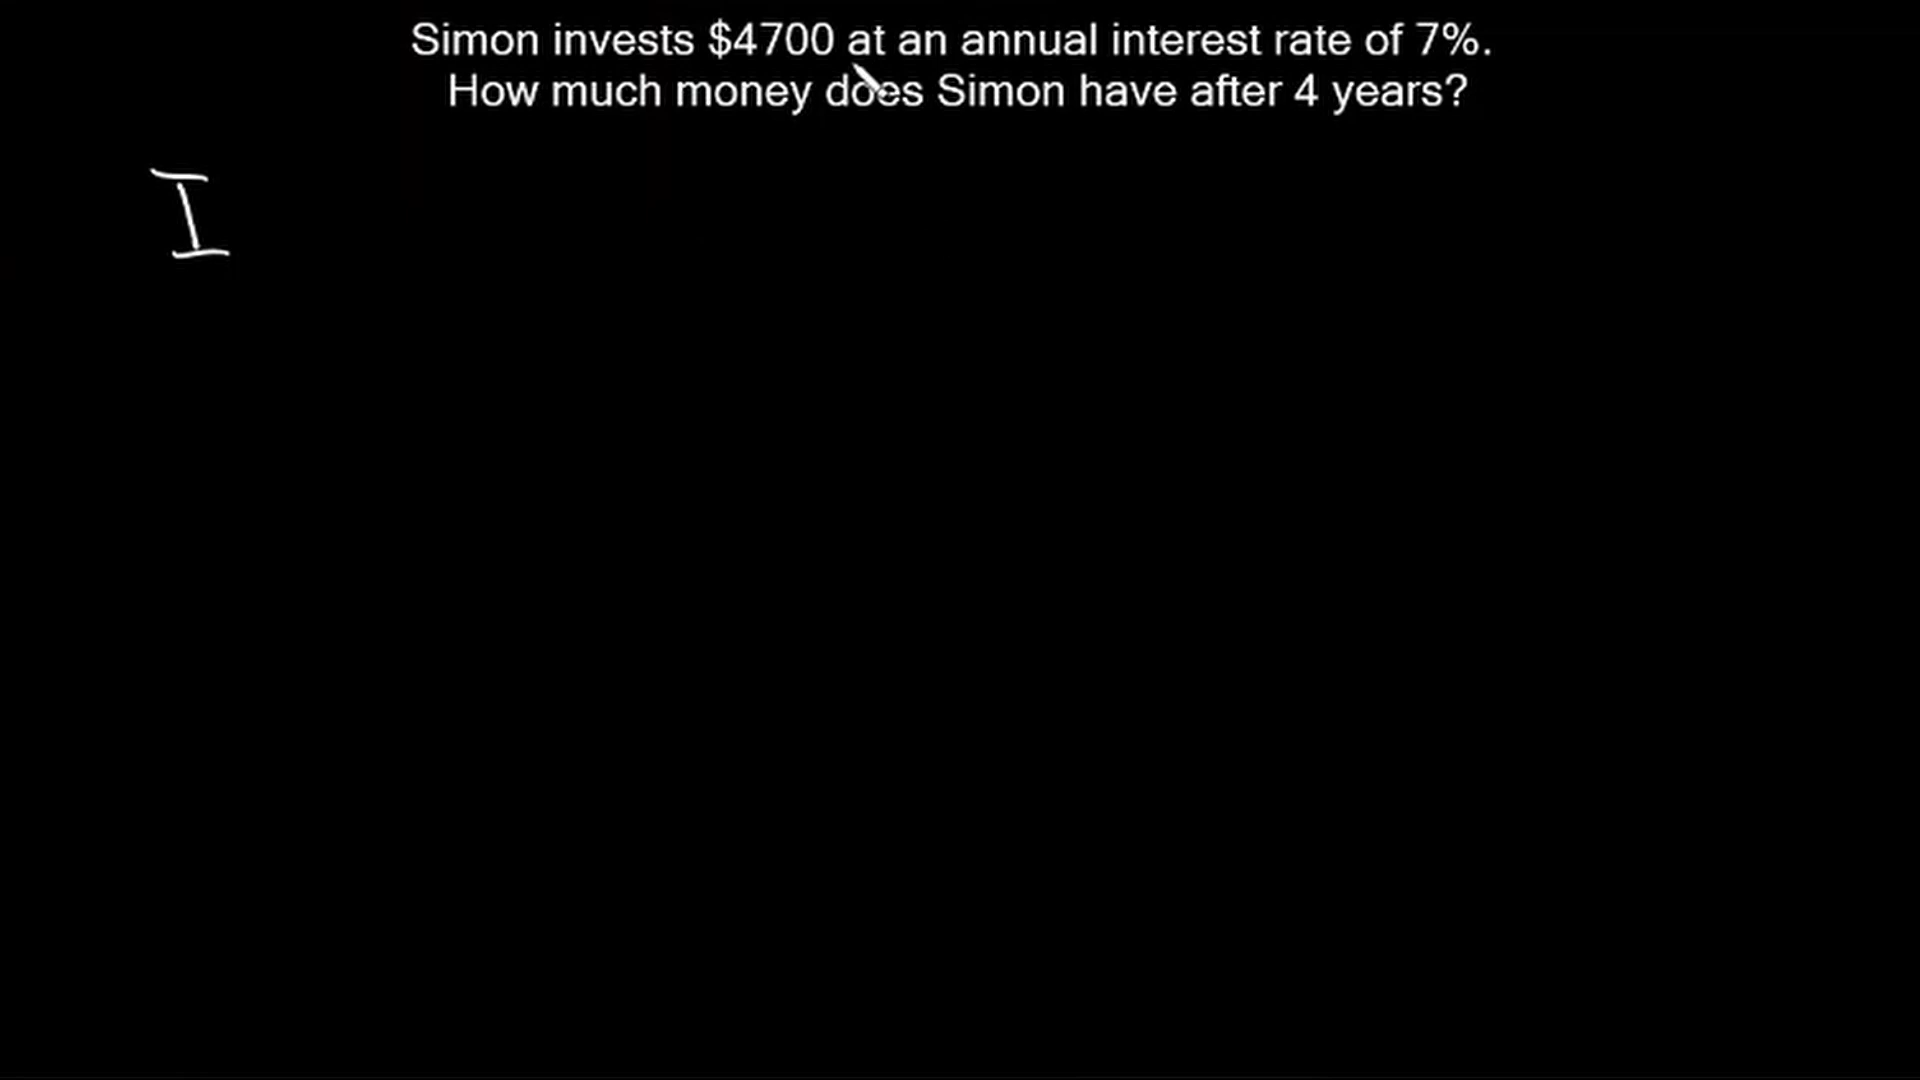 Simon invests $4700 at an annual interest rate of 7%.
How much money does Simon have after 4 years?
I